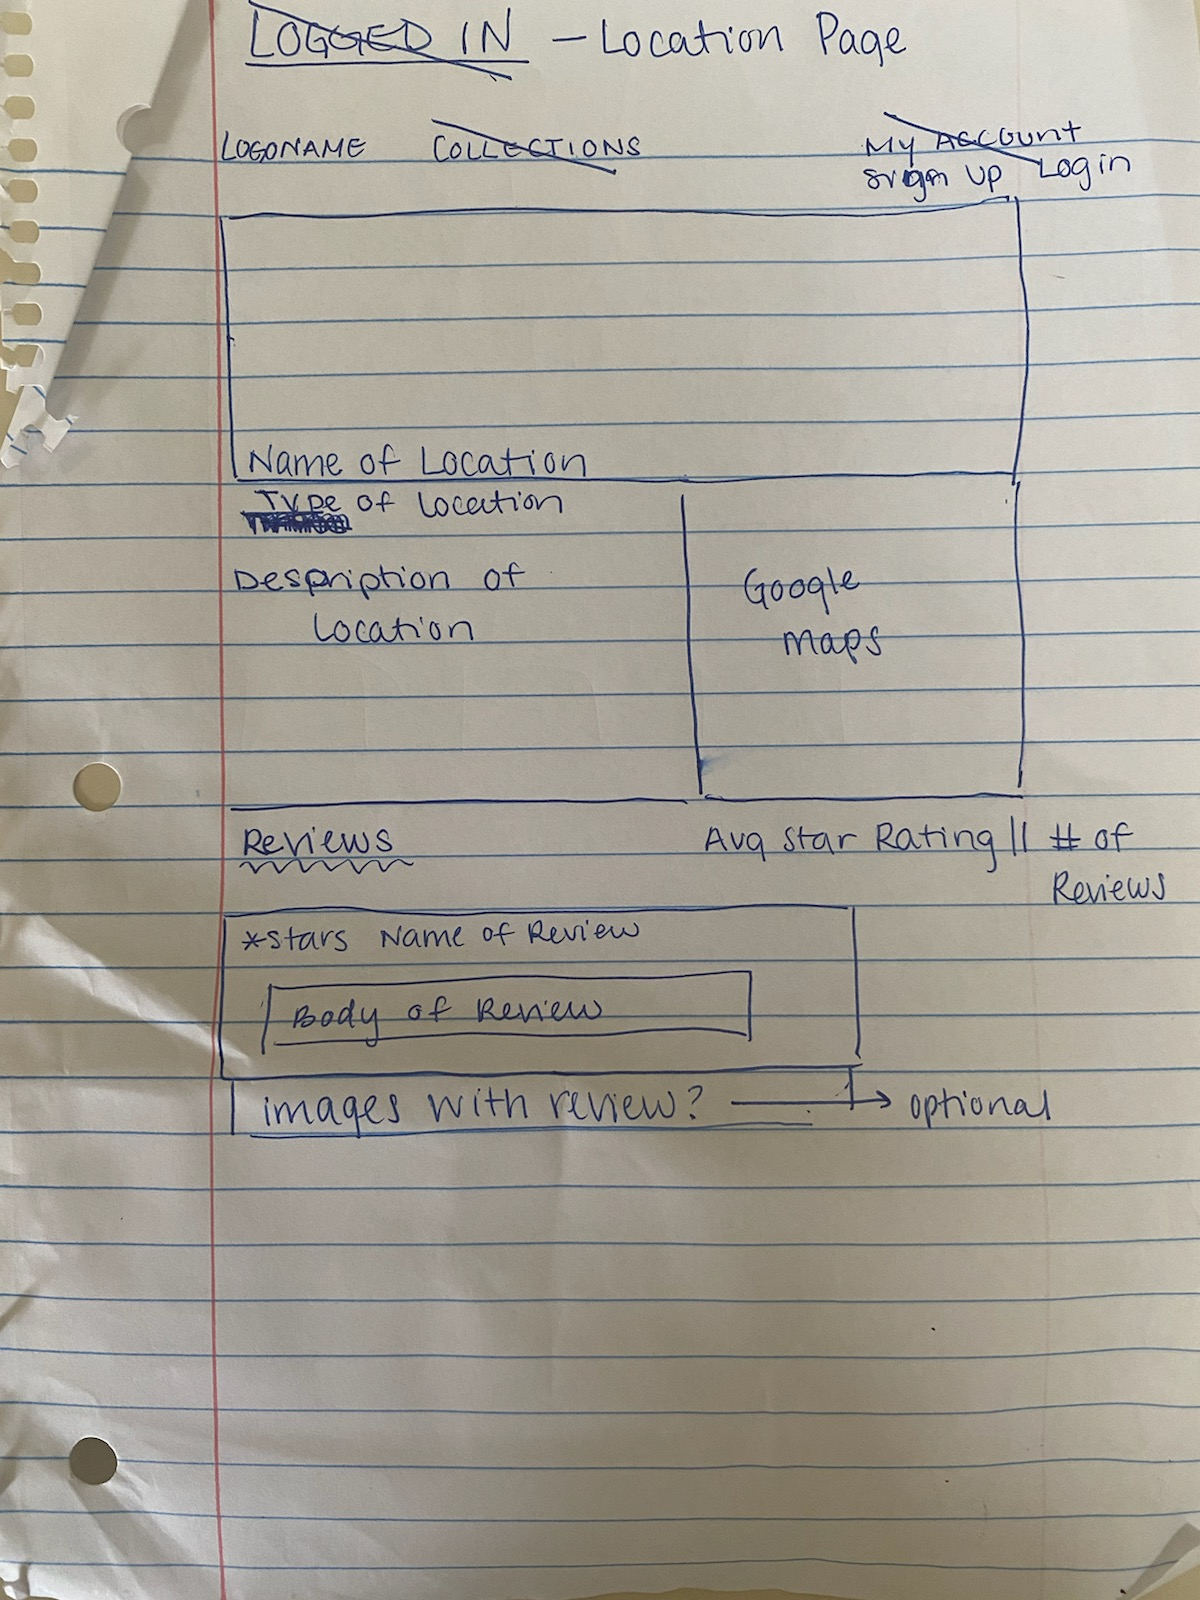 LOGGED IN – Location Page
LOGONAME COLLECTIONS My Account
Sign Up Login
Name of Location
Type of Location
Description of
Location
Google
Maps
Reviews Avg Star Rating || # of
Reviews
*stars Name of Review
Body of Review
images with review? → optional